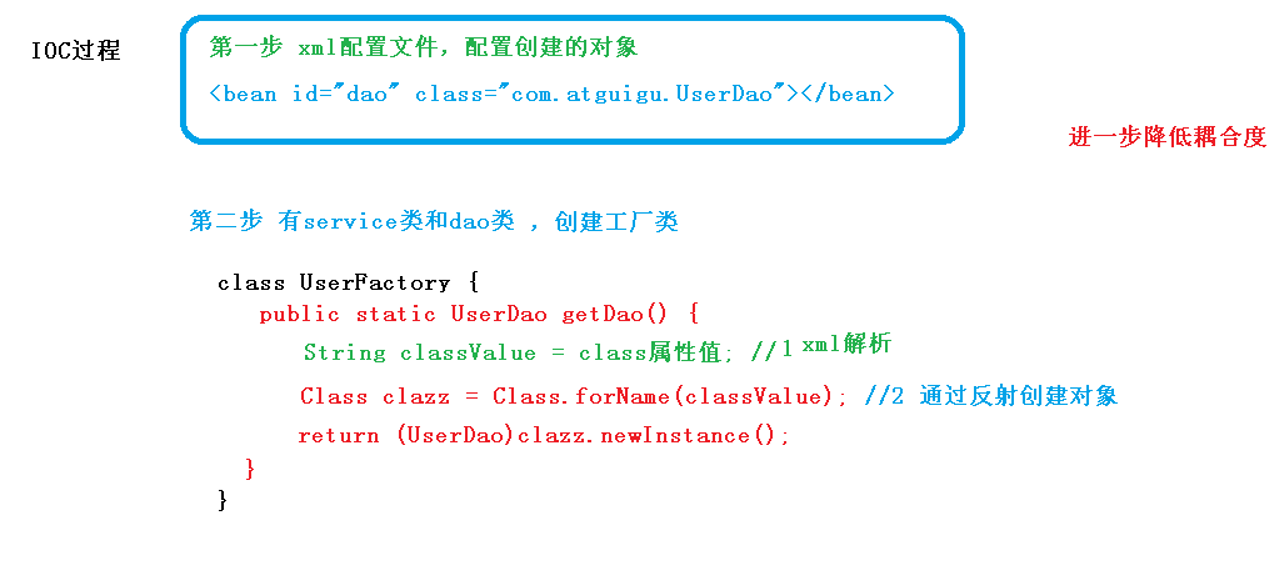 IOC过程
第一步 xml配置文件，配置创建的对象
<bean id="dao" class="com.atguigu.UserDao"></bean>
进一步降低耦合度
第二步 有service类和dao类 ，创建工厂类
class UserFactory {
public static UserDao getDao() {
String classValue = class属性值; //1 xml解析
Class clazz = Class.forName(classValue); //2 通过反射创建对象
return (UserDao)clazz.newInstance();
}
}